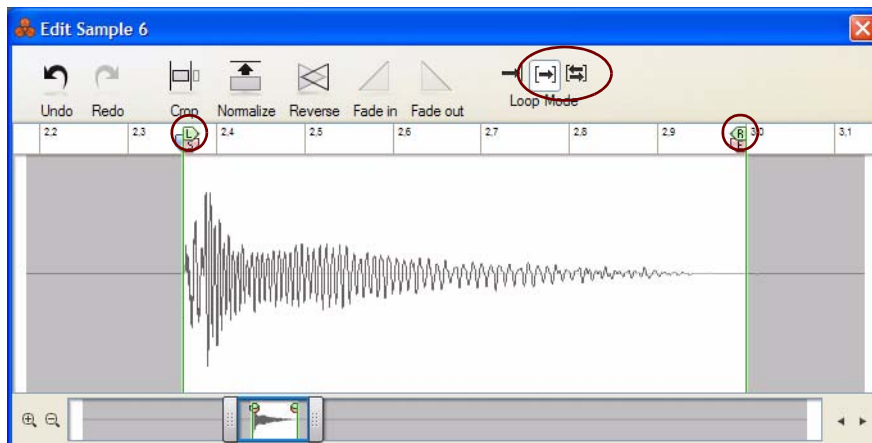 Edit Sample 6
Undo Redo Crop Normalize Reverse Fade in Fade out Loop Mode
2,2 2,3 2,4 2,5 2,6 2,7 2,8 2,9 3,0 3,1
L R
S E